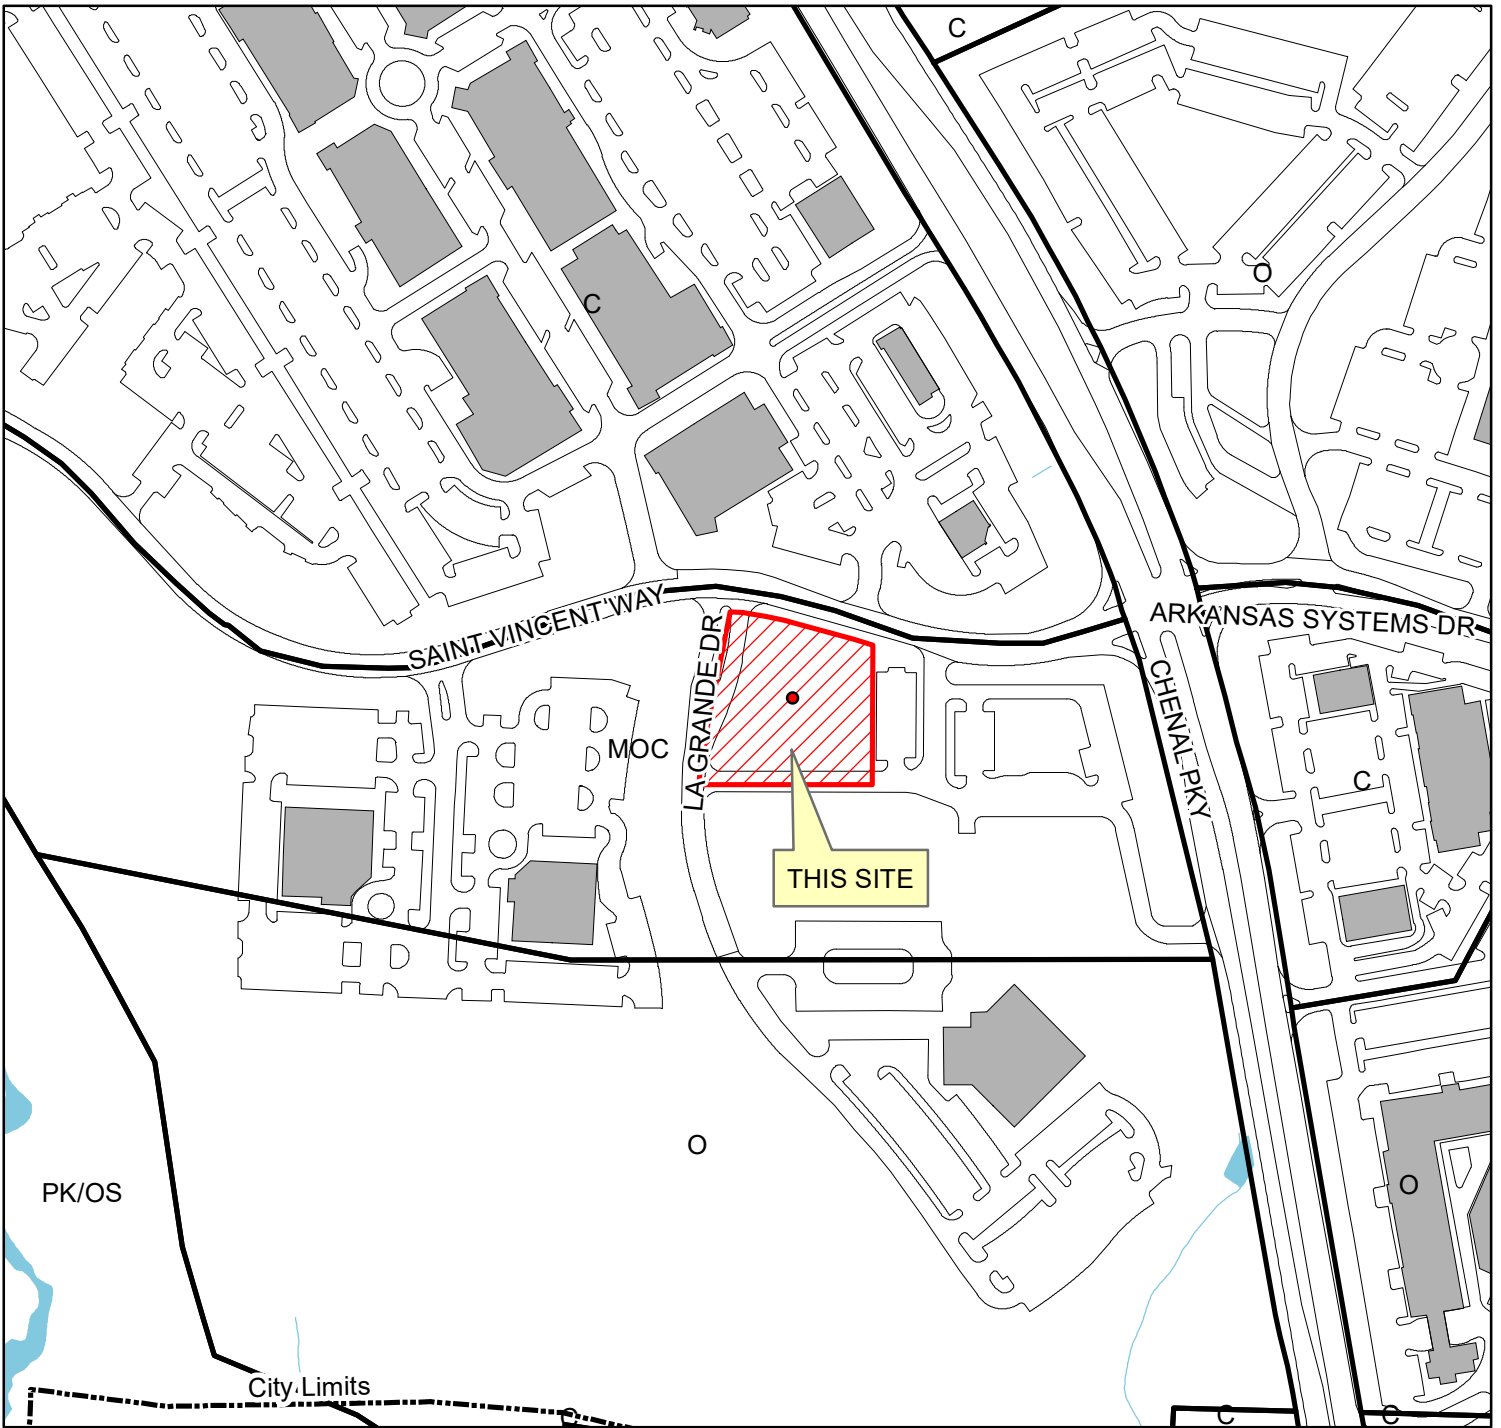 C
O
C
SAINT VINCENT WAY
ARKANSAS SYSTEMS DR
LA GRANDE DR
CHENAL PKY
MOC
C
THIS SITE
O
PK/OS
O
City Limits
C
C
C